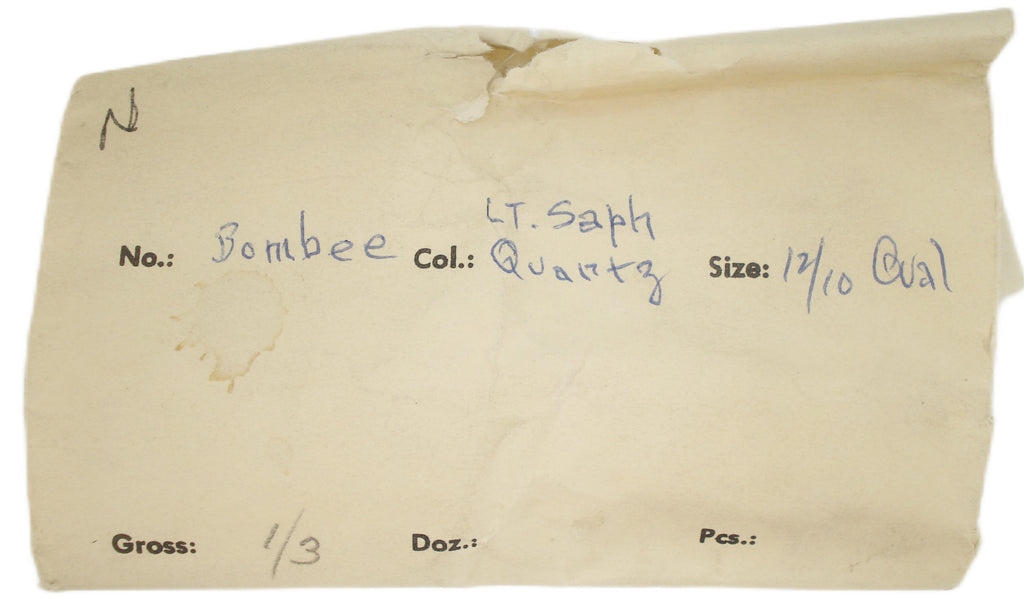 N
No.: Bombee Col.: LT. Saph Quartz Size: 12/10 Oval
Gross: 1/3 Doz.: Pcs.: